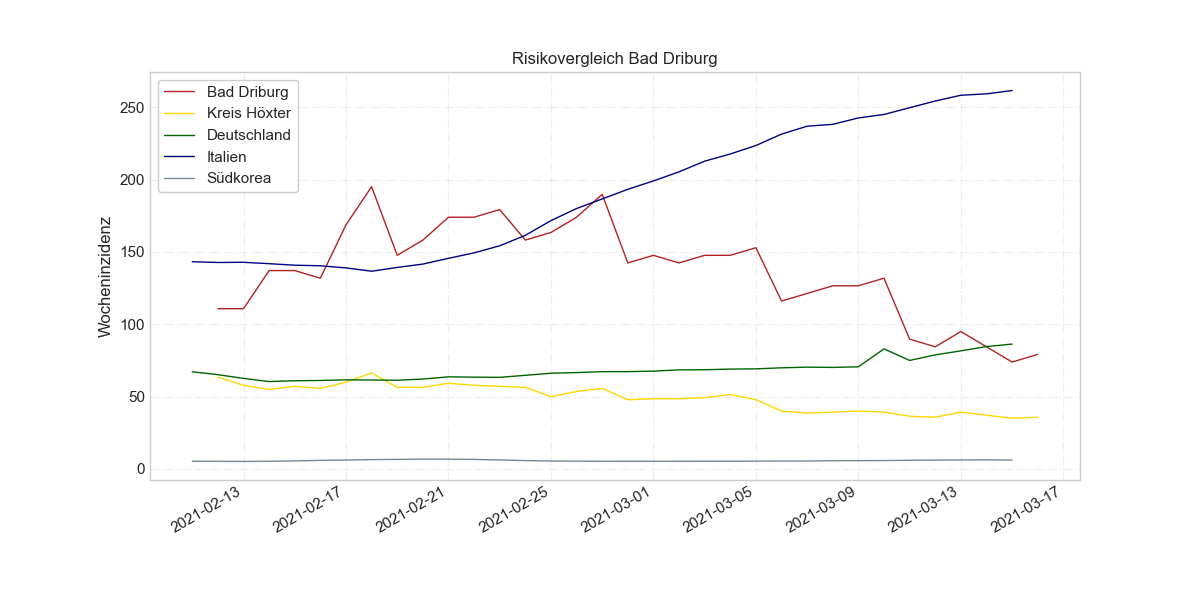 Risikovergleich Bad Driburg
Bad Driburg
Kreis Höxter
Deutschland
Italien
Südkorea
Wocheninzidenz
250
200
150
100
50
0
2021-02-13
2021-02-17
2021-02-21
2021-02-25
2021-03-01
2021-03-05
2021-03-09
2021-03-13
2021-03-17